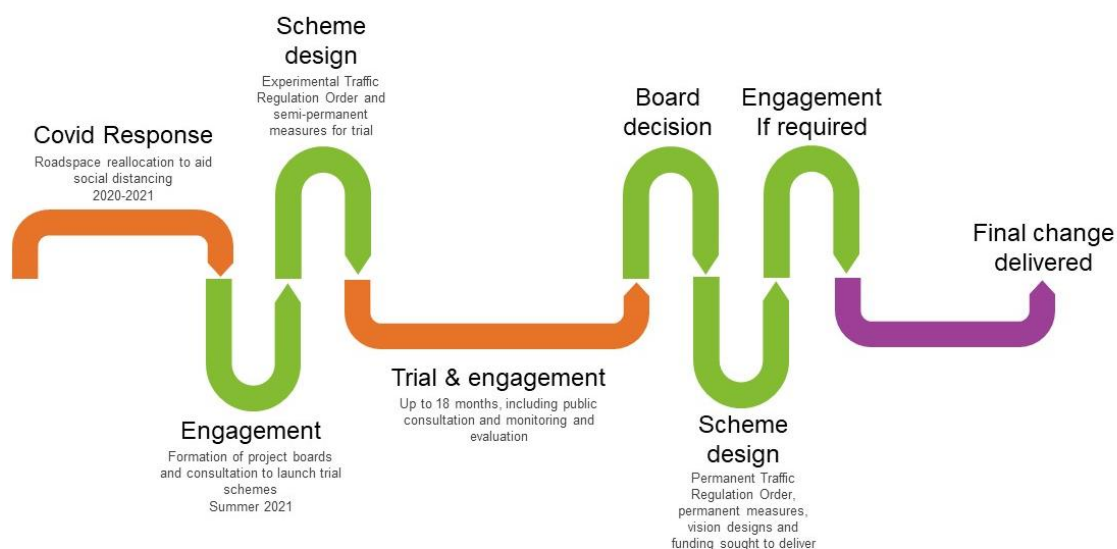 Covid Response
Roadspace reallocation to aid
social distancing
2020-2021
Engagement
Formation of project boards
and consultation to launch trial
schemes
Summer 2021
Scheme
design
Experimental Traffic
Regulation Order and
semi-permanent
measures for trial
Trial & engagement
Up to 18 months, including public
consultation and monitoring and
evaluation
Board
decision
Scheme
design
Permanent Traffic
Regulation Order,
permanent measures,
vision designs and
funding sought to deliver
Engagement
If required
Final change
delivered